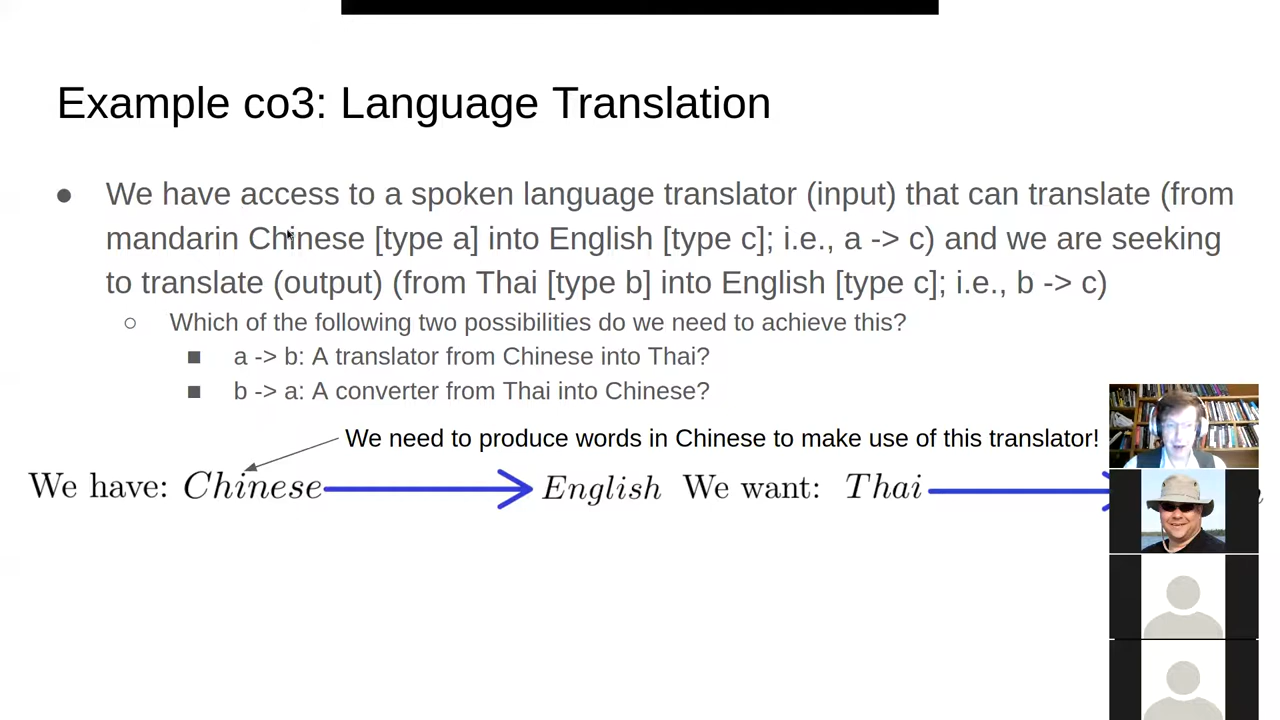 Example co3: Language Translation
● We have access to a spoken language translator (input) that can translate (from
mandarin Chinese [type a] into English [type c]; i.e., a -> c) and we are seeking
to translate (output) (from Thai [type b] into English [type c]; i.e., b -> c)
○ Which of the following two possibilities do we need to achieve this?
■ a -> b: A translator from Chinese into Thai?
■ b -> a: A converter from Thai into Chinese?
We need to produce words in Chinese to make use of this translator!
We have: Chinese English We want: Thai